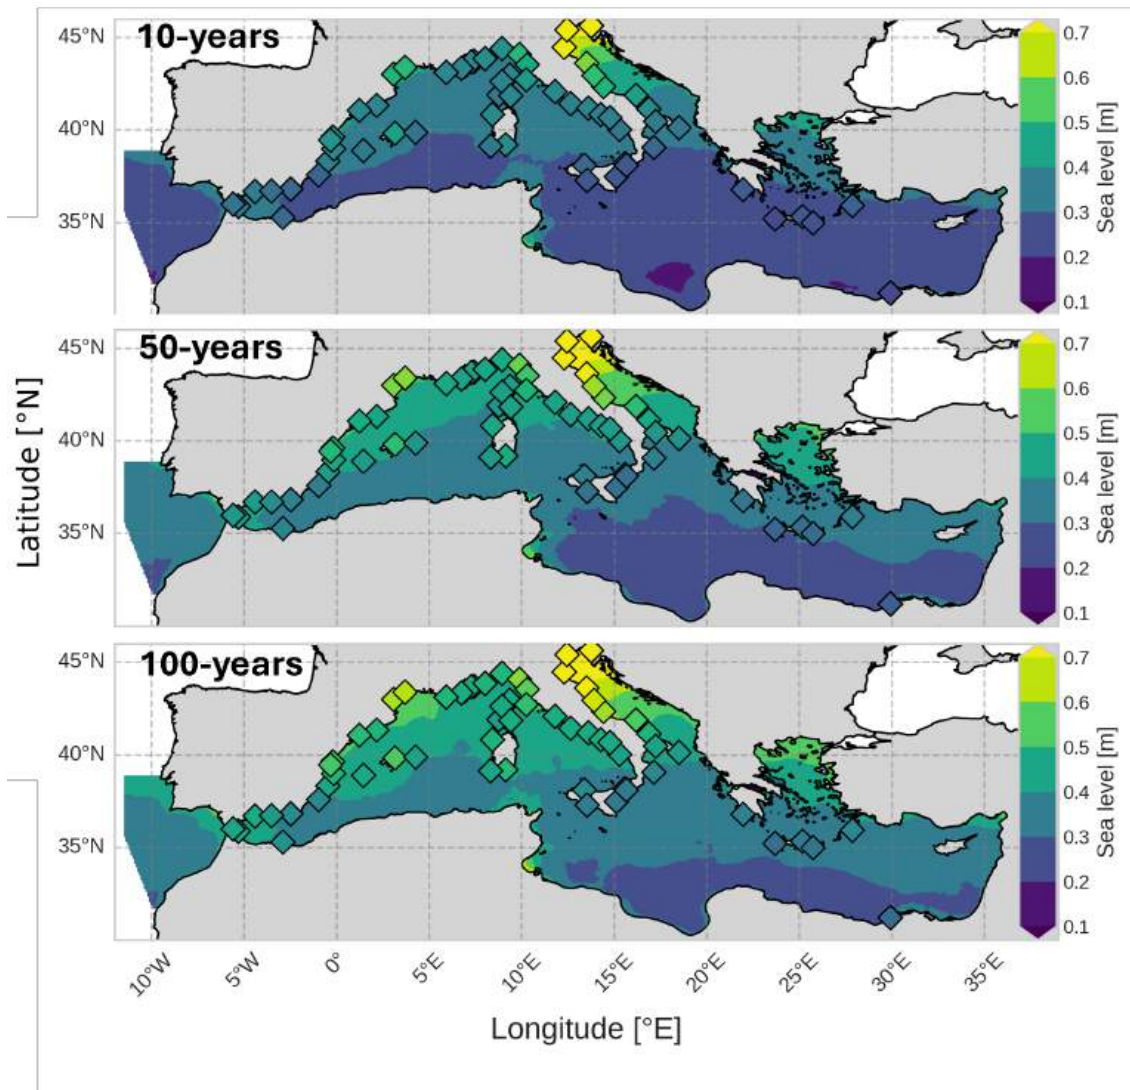 10-years
45°N
40°N
35°N
0.7
0.6
0.5
0.4
0.3
0.2
0.1
Sea level [m]
50-years
45°N
40°N
35°N
0.7
0.6
0.5
0.4
0.3
0.2
0.1
Sea level [m]
Latitude [°N]
100-years
45°N
40°N
35°N
0.7
0.6
0.5
0.4
0.3
0.2
0.1
Sea level [m]
10°W
5°W
0°
5°E
10°E
15°E
20°E
25°E
30°E
35°E
Longitude [°E]